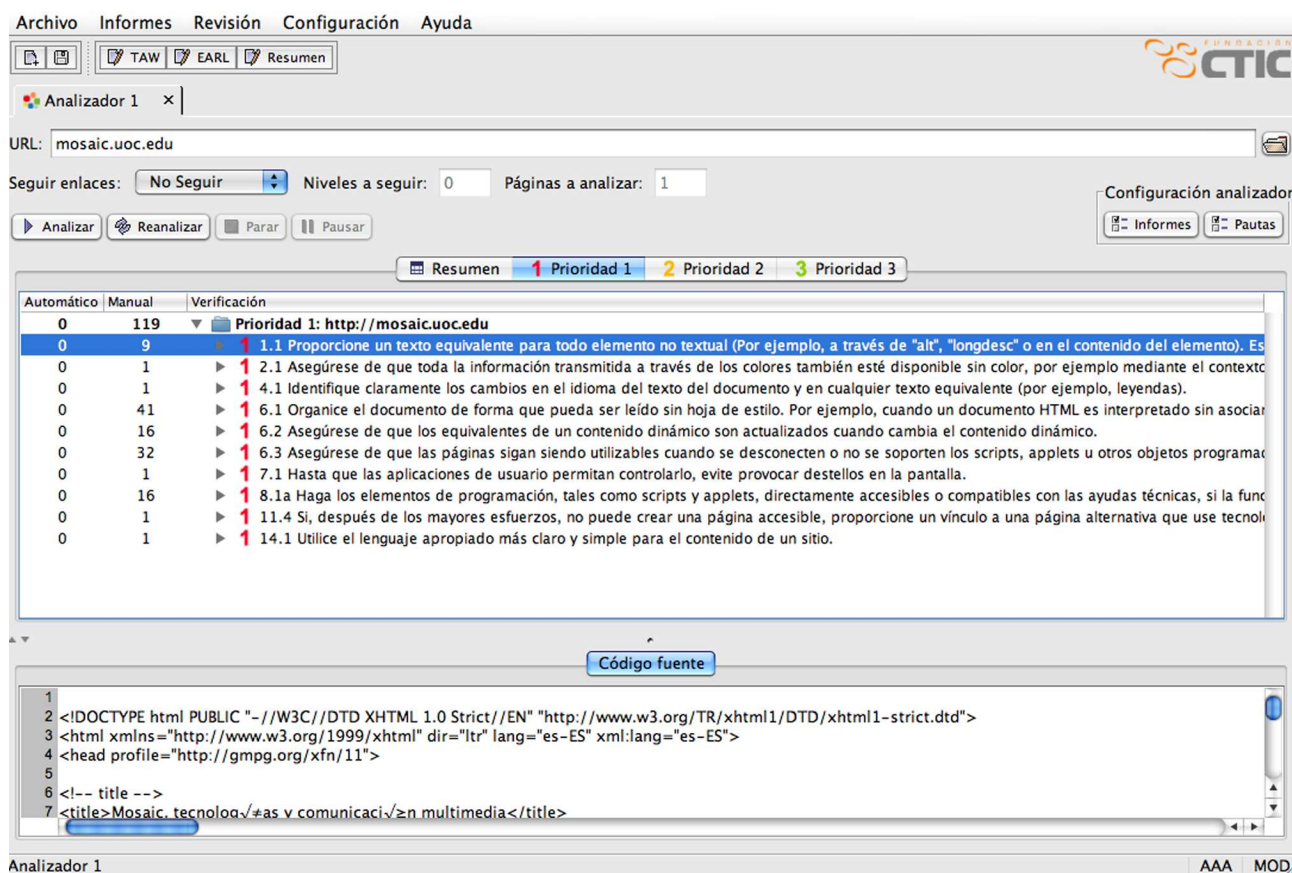 Archivo Informes Revisión Configuración Ayuda
TAW EARL Resumen
FUNDACIÓN
CTIC
Analizador 1 ×
URL: mosaic.uoc.edu
Seguir enlaces: No Seguir Niveles a seguir: 0 Páginas a analizar: 1
Configuración analizador
Analizar Reanalizar Parar Pausar Informes Pautas
Resumen 1 Prioridad 1 2 Prioridad 2 3 Prioridad 3
Automático Manual Verificación
0 119 Prioridad 1: http://mosaic.uoc.edu
0 9 1 1.1 Proporcione un texto equivalente para todo elemento no textual (Por ejemplo, a través de "alt", "longdesc" o en el contenido del elemento). Es
0 1 1 2.1 Asegúrese de que toda la información transmitida a través de los colores también esté disponible sin color, por ejemplo mediante el contexto
0 1 1 4.1 Identifique claramente los cambios en el idioma del texto del documento y en cualquier texto equivalente (por ejemplo, leyendas).
0 41 1 6.1 Organice el documento de forma que pueda ser leído sin hoja de estilo. Por ejemplo, cuando un documento HTML es interpretado sin asociar
0 16 1 6.2 Asegúrese de que los equivalentes de un contenido dinámico son actualizados cuando cambia el contenido dinámico.
0 32 1 6.3 Asegúrese de que las páginas sigan siendo utilizables cuando se desconecten o no se soporten los scripts, applets u otros objetos programad
0 1 1 7.1 Hasta que las aplicaciones de usuario permitan controlarlo, evite provocar destellos en la pantalla.
0 16 1 8.1a Haga los elementos de programación, tales como scripts y applets, directamente accesibles o compatibles con las ayudas técnicas, si la func
0 1 1 11.4 Si, después de los mayores esfuerzos, no puede crear una página accesible, proporcione un vínculo a una página alternativa que use tecnol
0 1 1 14.1 Utilice el lenguaje apropiado más claro y simple para el contenido de un sitio.
Código fuente
1
2 <!DOCTYPE html PUBLIC "-//W3C//DTD XHTML 1.0 Strict//EN" "http://www.w3.org/TR/xhtml1/DTD/xhtml1-strict.dtd">
3 <html xmlns="http://www.w3.org/1999/xhtml" dir="ltr" lang="es-ES" xml:lang="es-ES">
4 <head profile="http://gmpg.org/xfn/11">
5
6 <!-- title -->
7 <title>Mosaic, tecnolog√≠as y comunicaci√≥n multimedia</title>
Analizador 1 AAA MOD